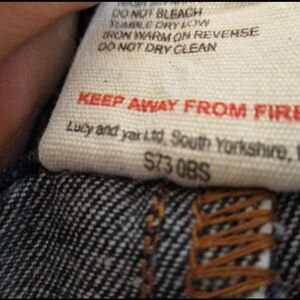 DO NOT BLEACH
TUMBLE DRY LOW
IRON WARM ON REVERSE
DO NOT DRY CLEAN
KEEP AWAY FROM FIRE
Lucy and yak Ltd, South Yorkshire,
S73 0BS